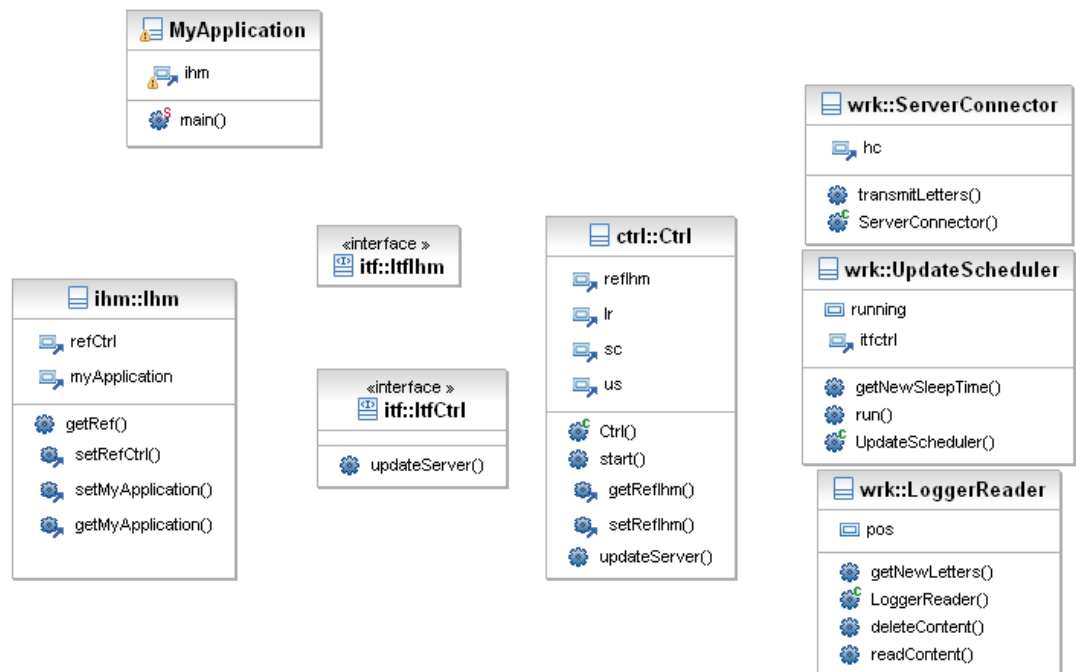 MyApplication
ihm
main()
wrk::ServerConnector
hc
transmitLetters()
ServerConnector()
«interface »
itf::ItfIhm
ctrl::Ctrl
refIhm
lr
sc
us
Ctrl()
start()
getRefIhm()
setRefIhm()
updateServer()
wrk::UpdateScheduler
running
itfctrl
getNewSleepTime()
run()
UpdateScheduler()
ihm::Ihm
refCtrl
myApplication
getRef()
setRefCtrl()
setMyApplication()
getMyApplication()
«interface »
itf::ItfCtrl
updateServer()
wrk::LoggerReader
pos
getNewLetters()
LoggerReader()
deleteContent()
readContent()